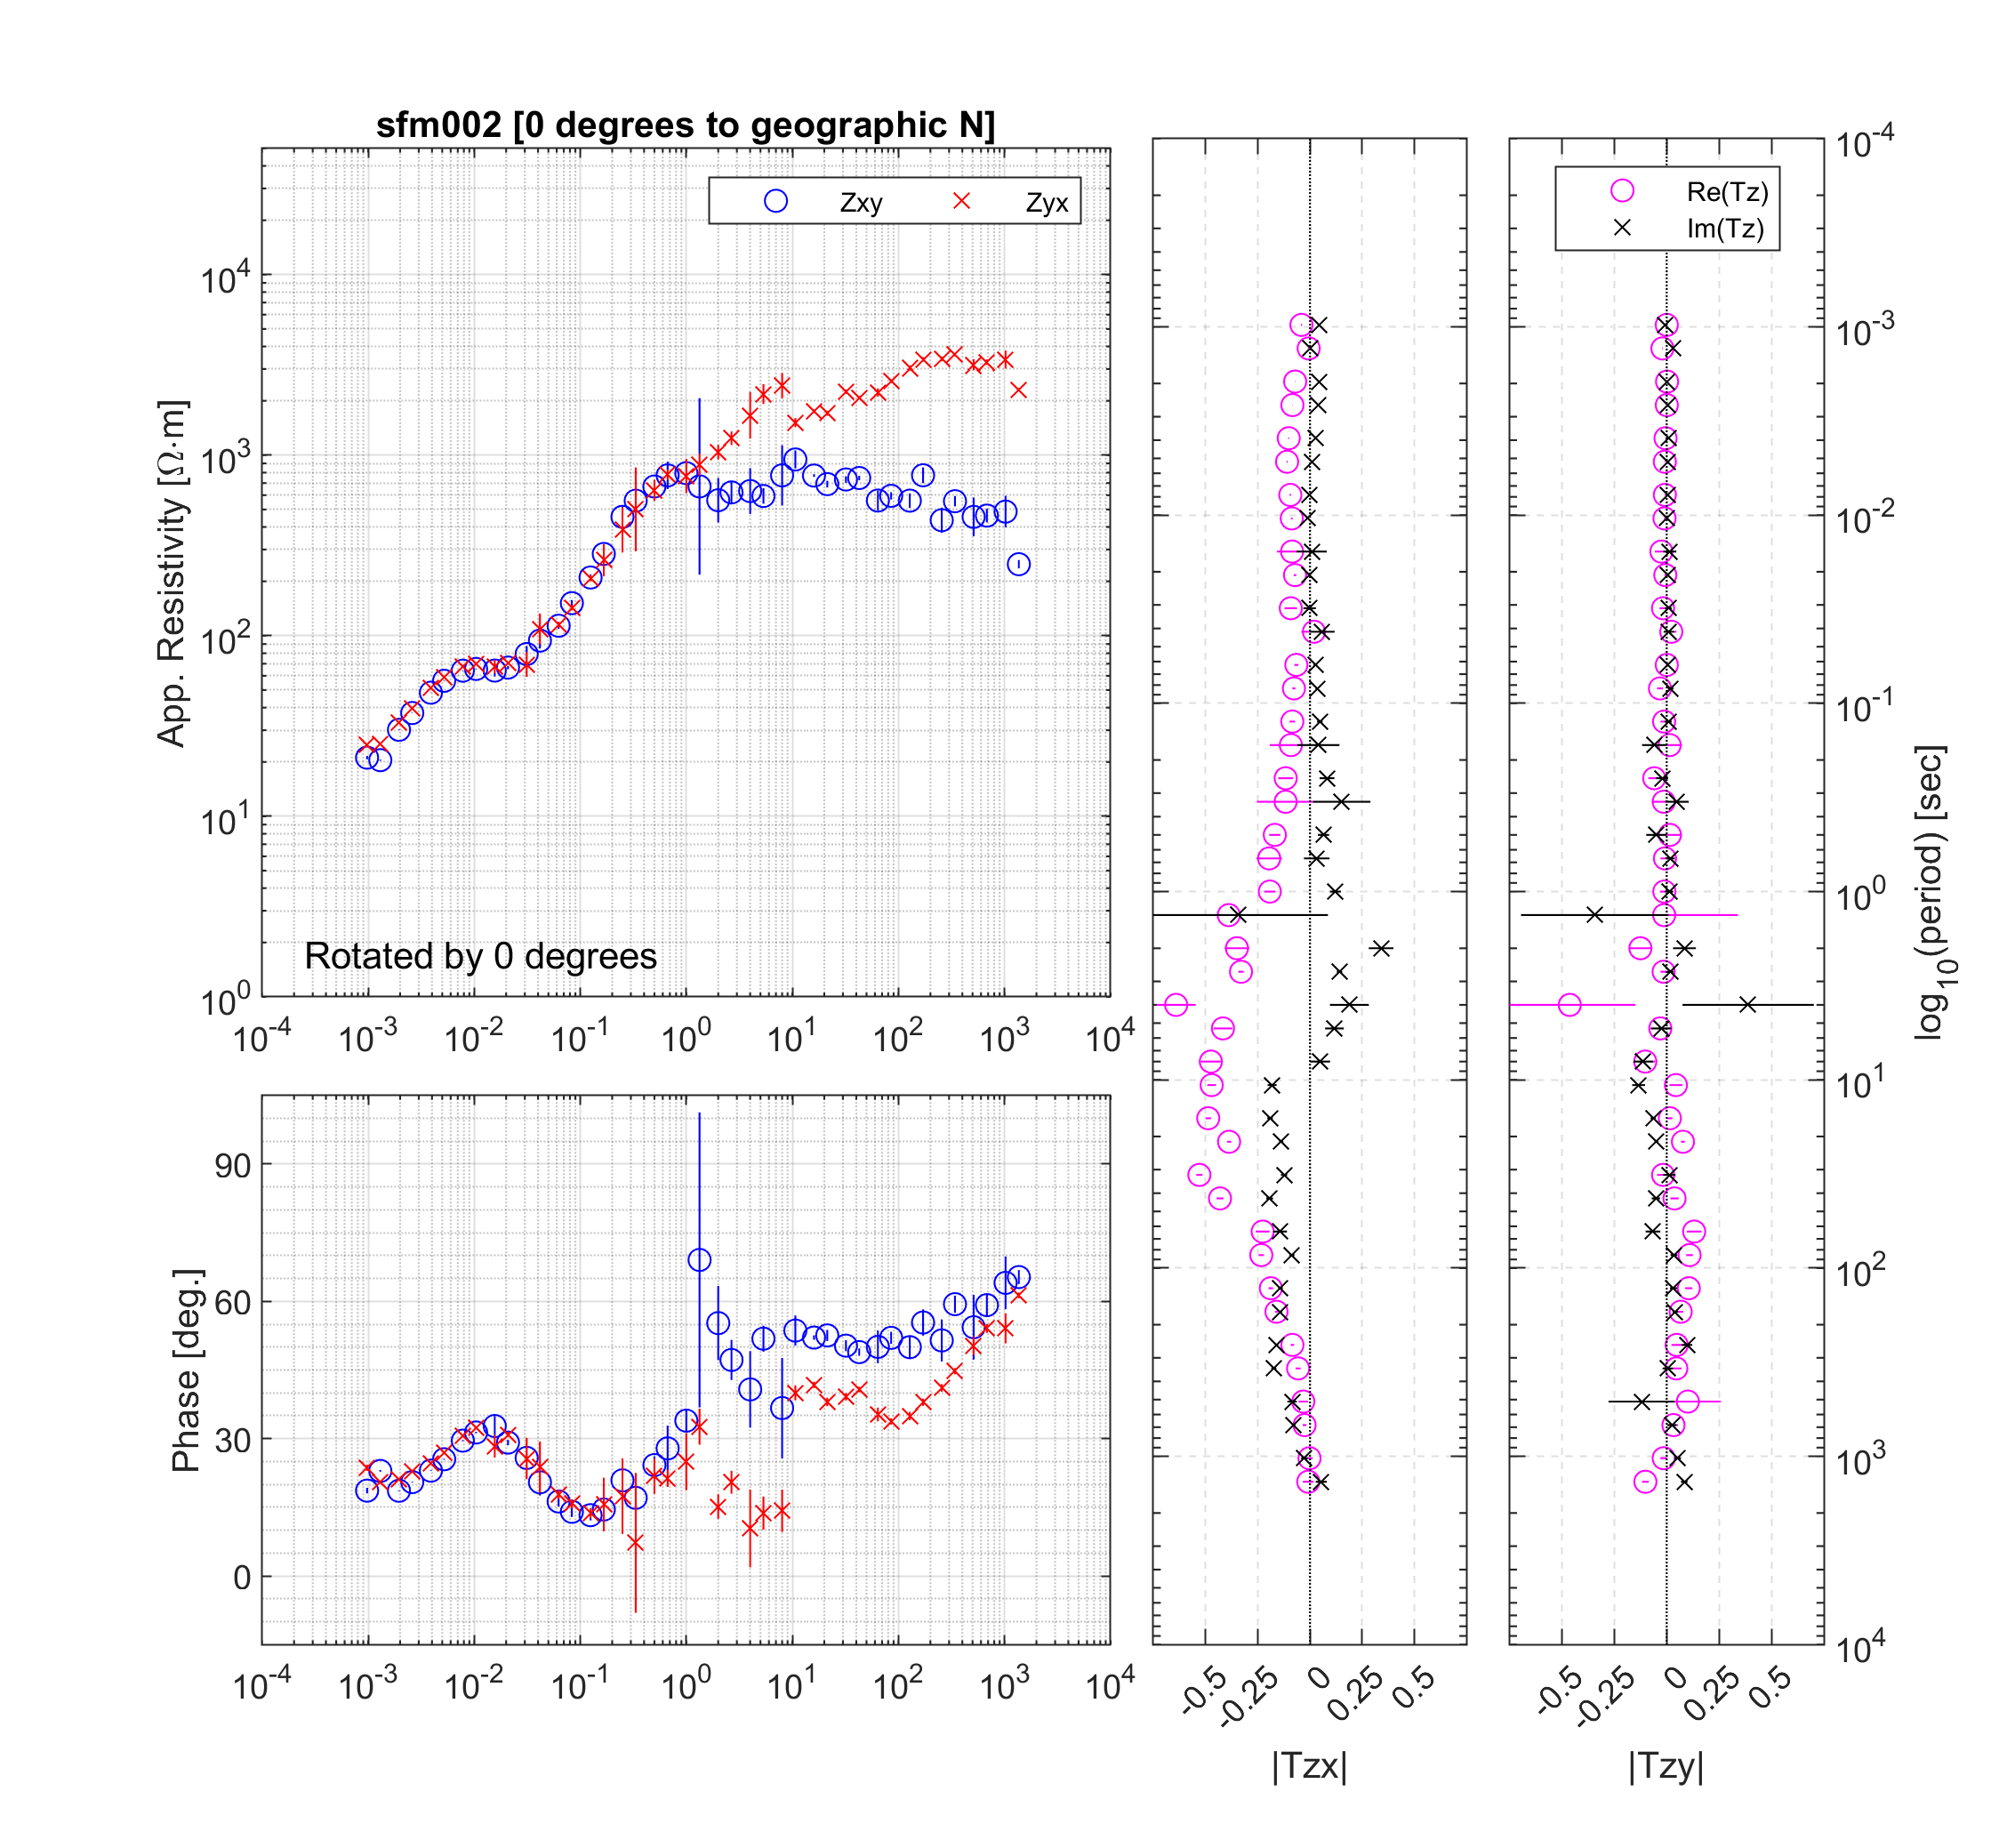 sfm002 [0 degrees to geographic N]
Zxy Zyx
App. Resistivity [Ω·m]
10^4
10^3
10^2
10^1
10^0
Rotated by 0 degrees
10^-4 10^-3 10^-2 10^-1 10^0 10^1 10^2 10^3 10^4
Phase [deg.]
90
60
30
0
10^-4 10^-3 10^-2 10^-1 10^0 10^1 10^2 10^3 10^4
-0.5 -0.25 0 0.25 0.5
|Tzx|
Re(Tz)
Im(Tz)
-0.5 -0.25 0 0.25 0.5
|Tzy|
10^-4
10^-3
10^-2
10^-1
10^0
10^1
10^2
10^3
10^4
log_10(period) [sec]